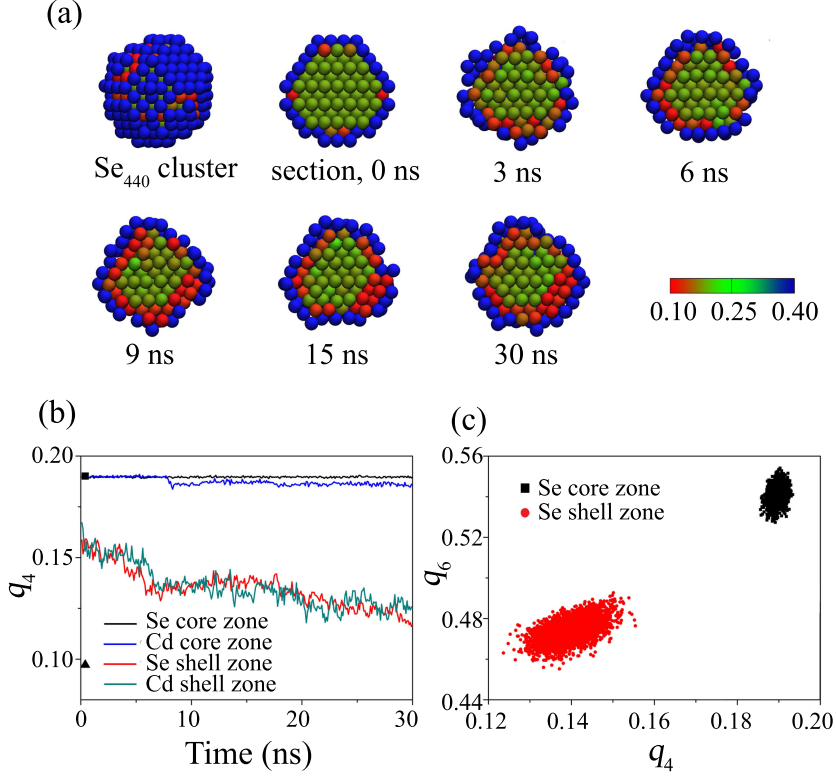 (a)
Se440 cluster
section, 0 ns
3 ns
6 ns
9 ns
15 ns
30 ns
0.10 0.25 0.40
(b)
0.20
0.15
0.10
q4
Se core zone
Cd core zone
Se shell zone
Cd shell zone
0 10 20 30
Time (ns)
(c)
0.56
0.52
0.48
0.44
q6
Se core zone
Se shell zone
0.12 0.14 0.16 0.18 0.20
q4